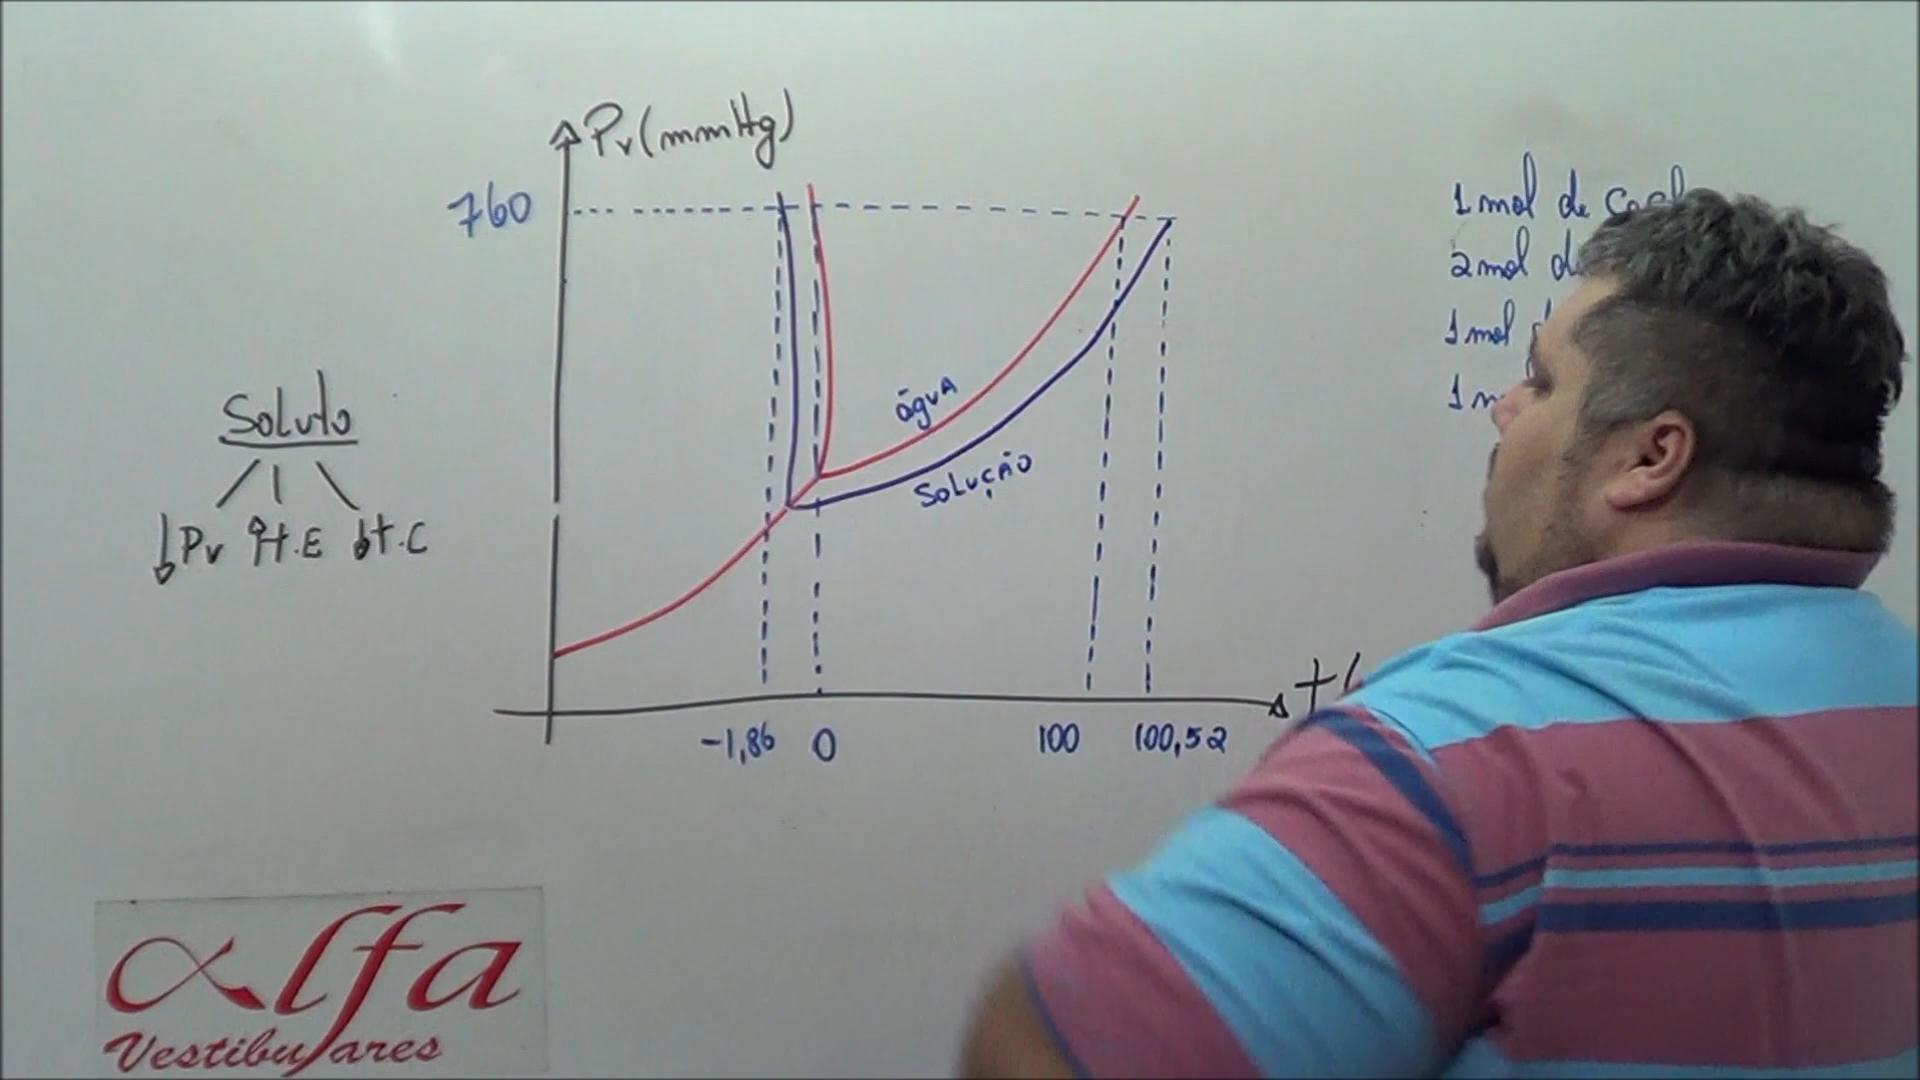 Pv(mmHg)
760
1 mol de
2 mol
1 mol
água
Solução
Soluto
↓Pv ↑t.E ↓t.C
-1,86 0 100 100,52
αlfa
Vestibulares